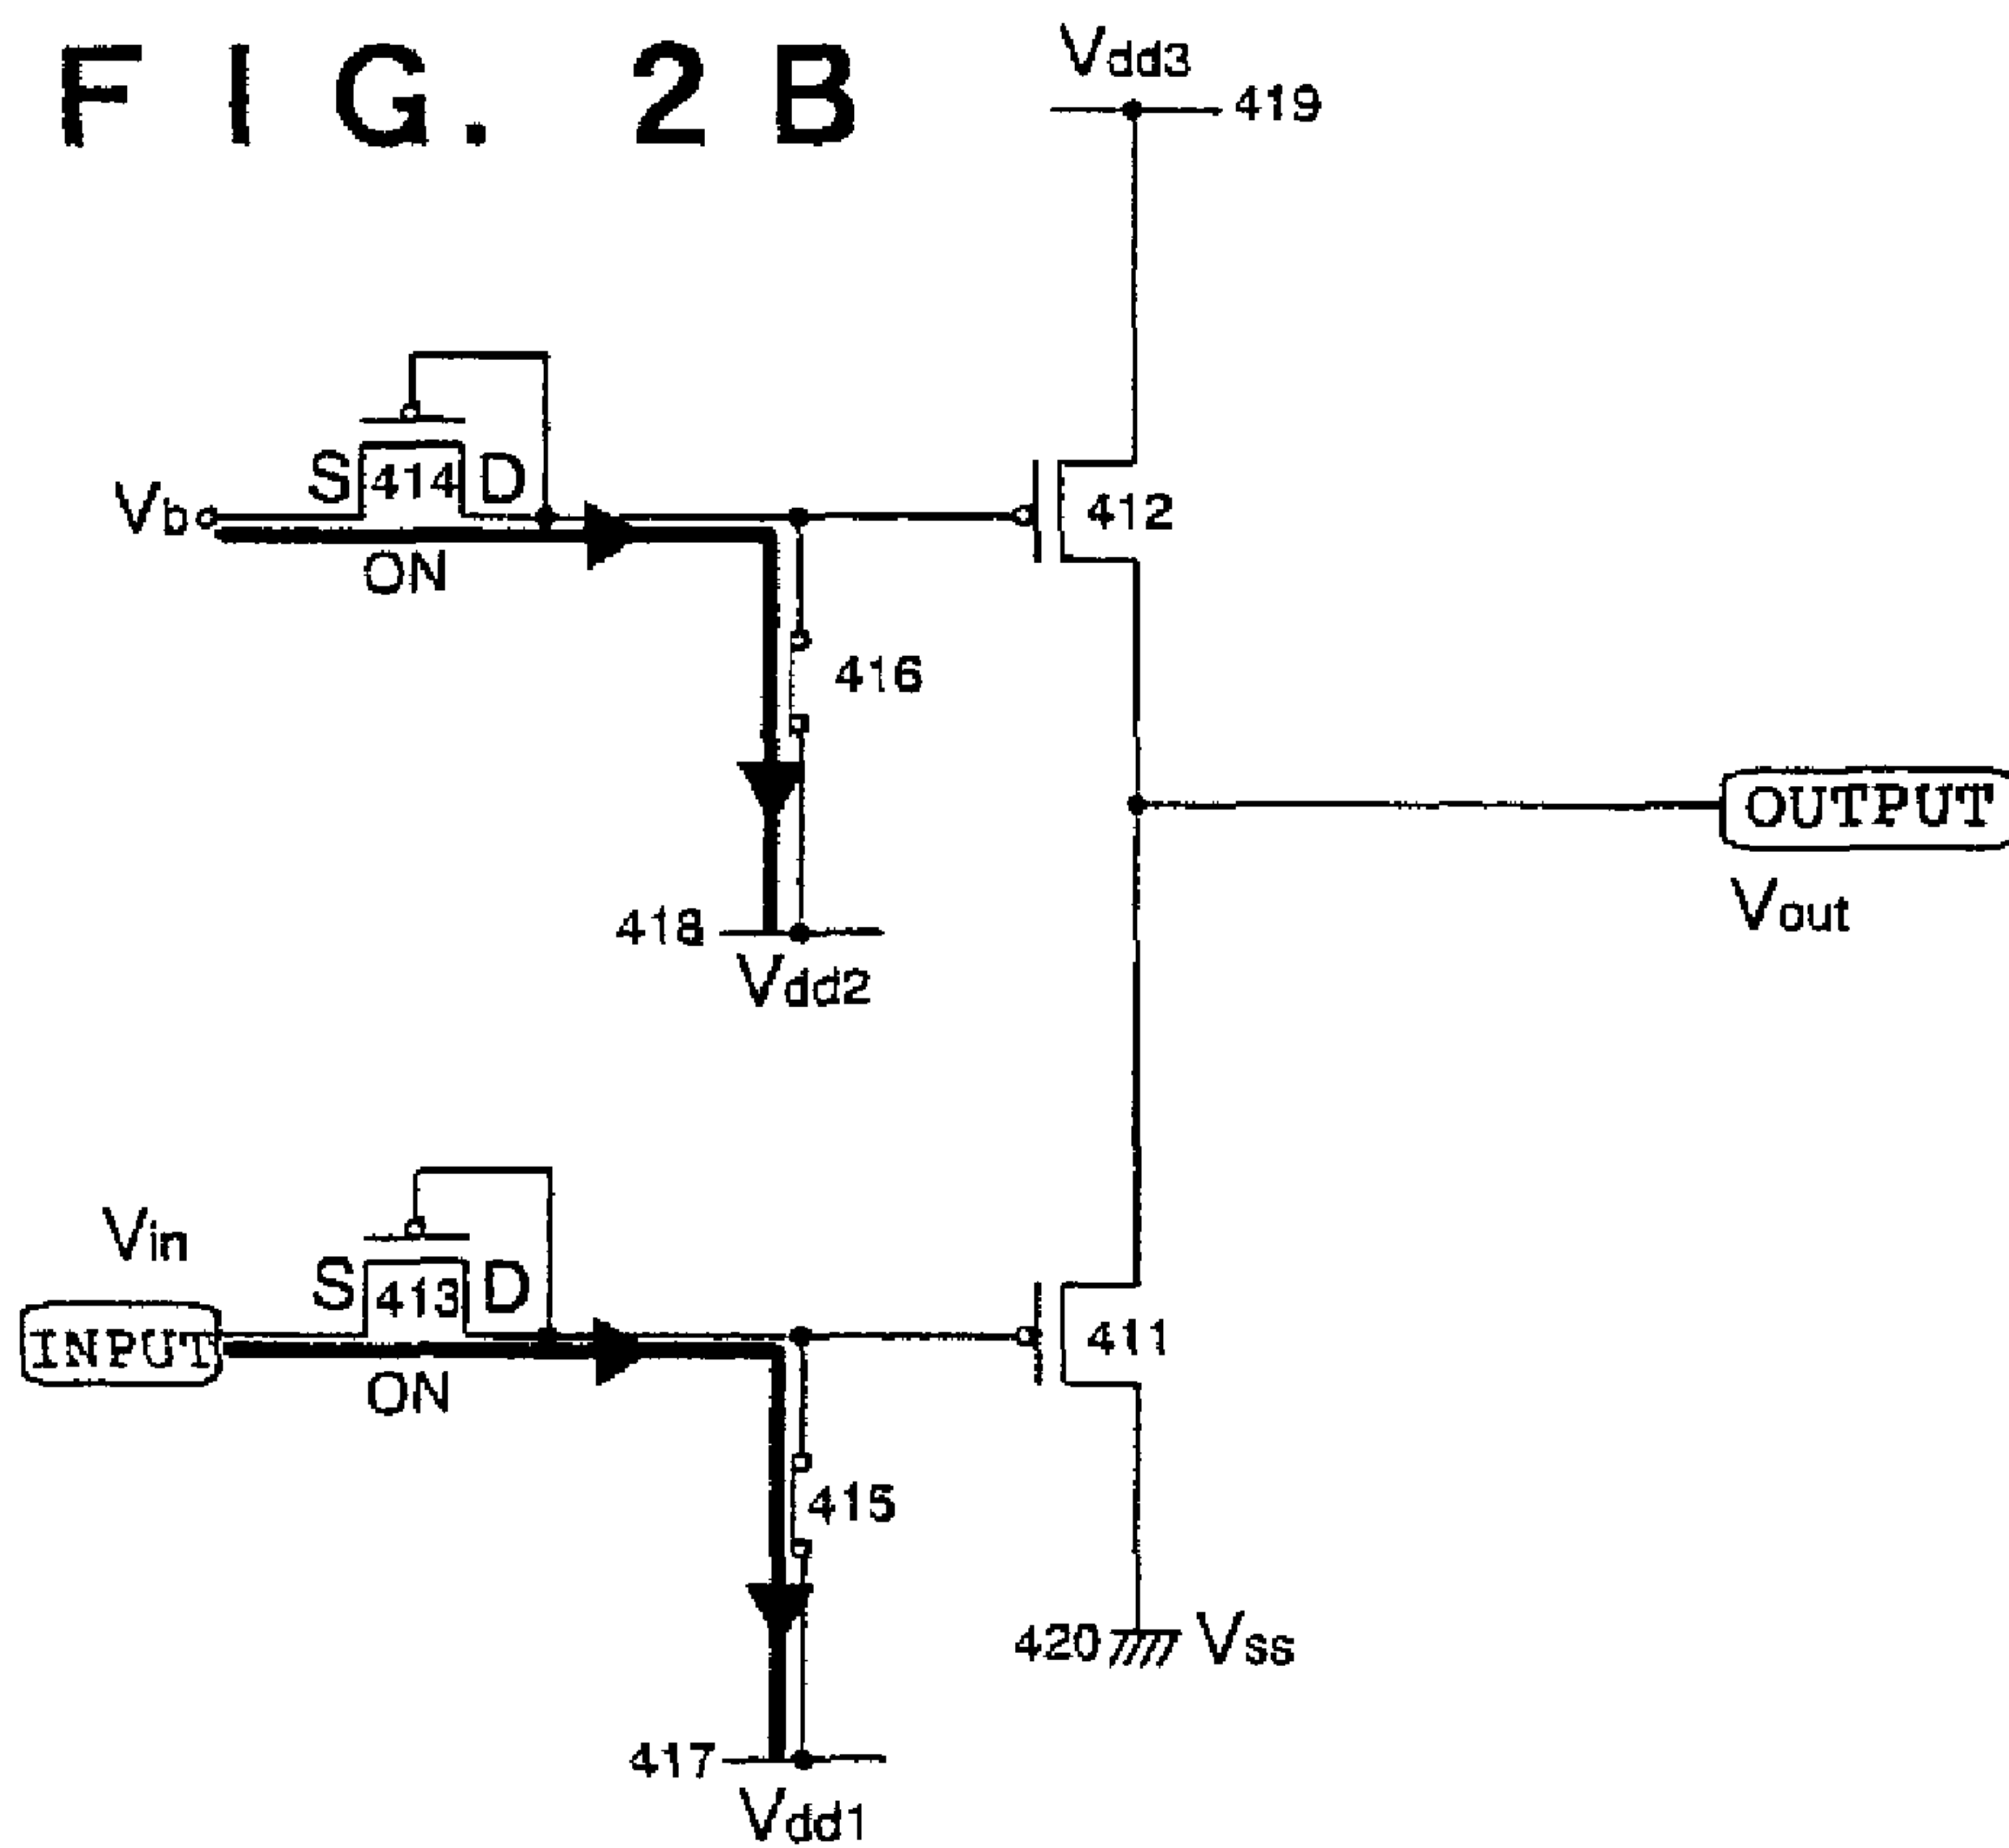 FIG. 2B
Vdd3
419
S 414 D
Vb
ON
412
416
OUTPUT
Vout
418
Vdd2
Vin
S 413 D
INPUT
ON
411
415
420 Vss
417
Vdd1